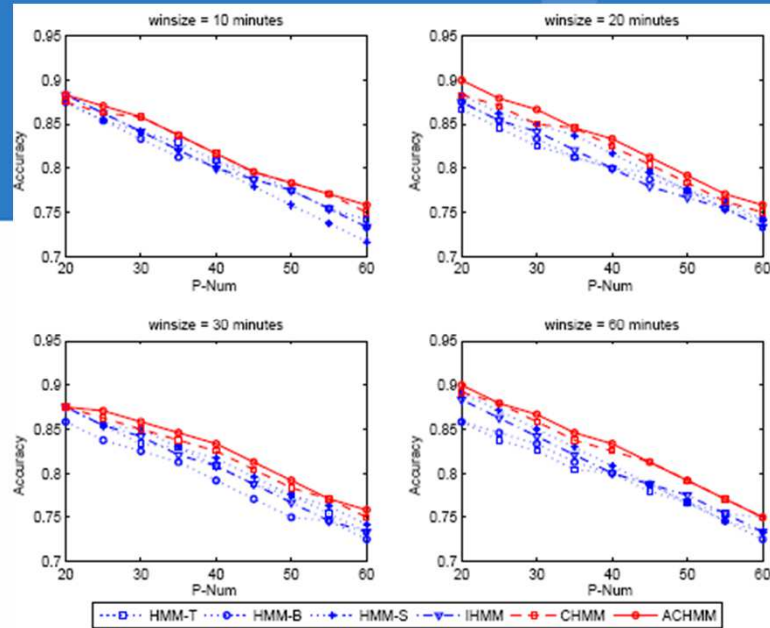 winsize = 10 minutes
0.95
0.9
0.85
0.8
0.75
0.7
Accuracy
20 30 40 50 60
P-Num
winsize = 20 minutes
0.95
0.9
0.85
0.8
0.75
0.7
Accuracy
20 30 40 50 60
P-Num
winsize = 30 minutes
0.95
0.9
0.85
0.8
0.75
0.7
Accuracy
20 30 40 50 60
P-Num
winsize = 60 minutes
0.95
0.9
0.85
0.8
0.75
0.7
Accuracy
20 30 40 50 60
P-Num
HMM-T HMM-B HMM-S IHMM CHMM ACHMM